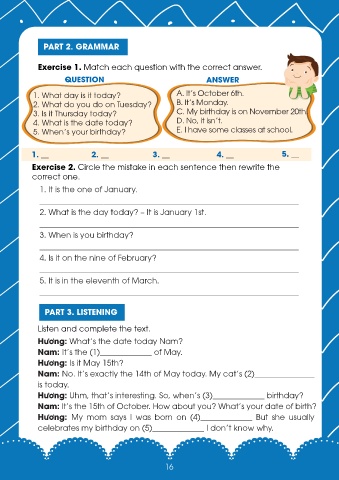 PART 2. GRAMMAR
Exercise 1. Match each question with the correct answer.
QUESTION
1. What day is it today?
2. What do you do on Tuesday?
3. Is it Thursday today?
4. What is the date today?
5. When's your birthday?
ANSWER
A. It's October 6th.
B. It's Monday.
C. My birthday is on November 20th.
D. No, it isn't.
E. I have some classes at school.
1. __ 2. __ 3. __ 4. __ 5. __
Exercise 2. Circle the mistake in each sentence then rewrite the
correct one.
1. It is the one of January.
2. What is the day today? – It is January 1st.
3. When is you birthday?
4. Is it on the nine of February?
5. It is in the eleventh of March.
PART 3. LISTENING
Listen and complete the text.
Hương: What's the date today Nam?
Nam: It's the (1)____________ of May.
Hương: Is it May 15th?
Nam: No. It's exactly the 14th of May today. My cat's (2)______________
is today.
Hương: Uhm, that's interesting. So, when's (3)____________ birthday?
Nam: It's the 15th of October. How about you? What's your date of birth?
Hương: My mom says I was born on (4)____________ But she usually
celebrates my birthday on (5)____________ I don't know why.
16